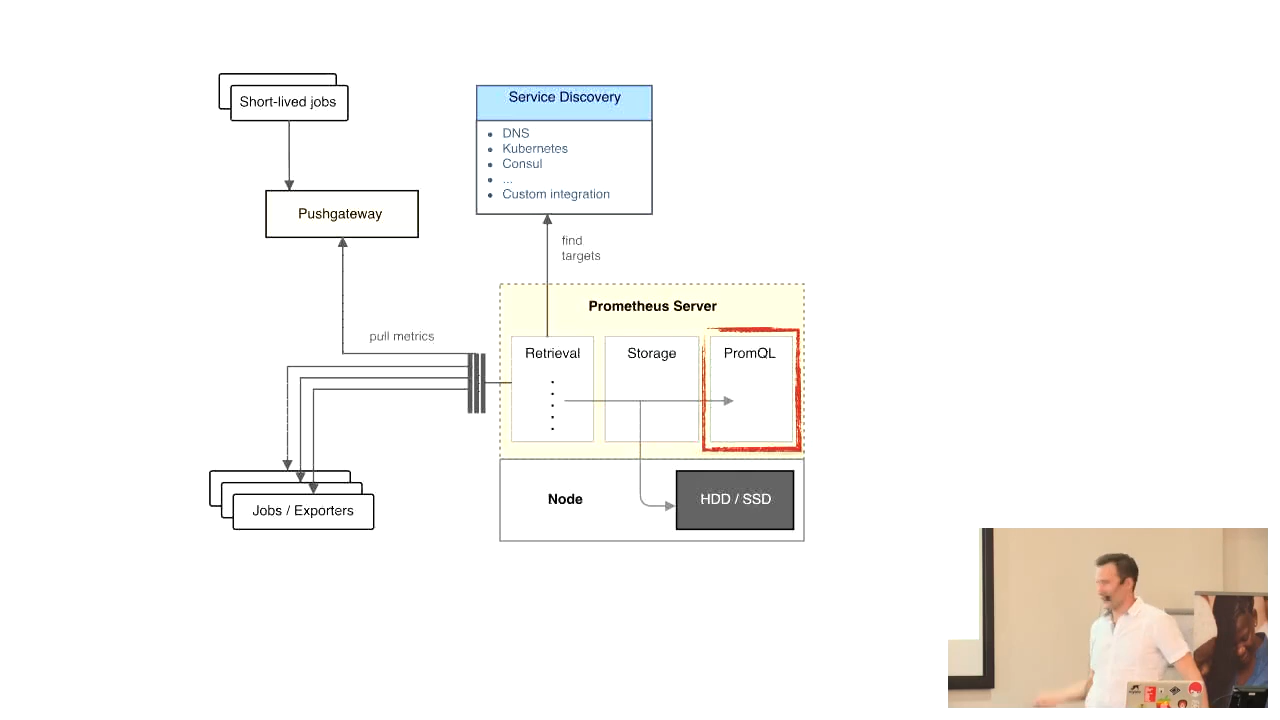 Short-lived jobs
Service Discovery
DNS
Kubernetes
Consul
...
Custom integration
Pushgateway
find
targets
Prometheus Server
pull metrics
Retrieval
Storage
PromQL
Node
HDD / SSD
Jobs / Exporters